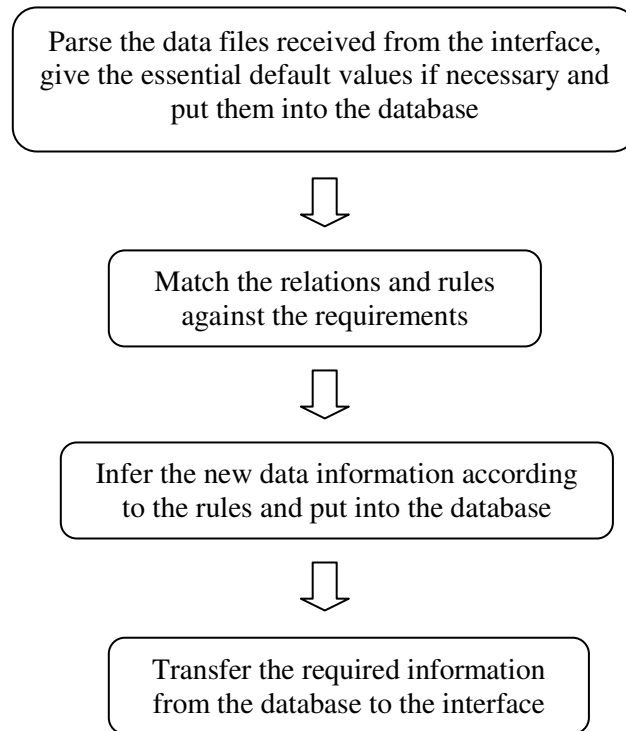 Parse the data files received from the interface,
give the essential default values if necessary and
put them into the database
Match the relations and rules
against the requirements
Infer the new data information according
to the rules and put into the database
Transfer the required information
from the database to the interface